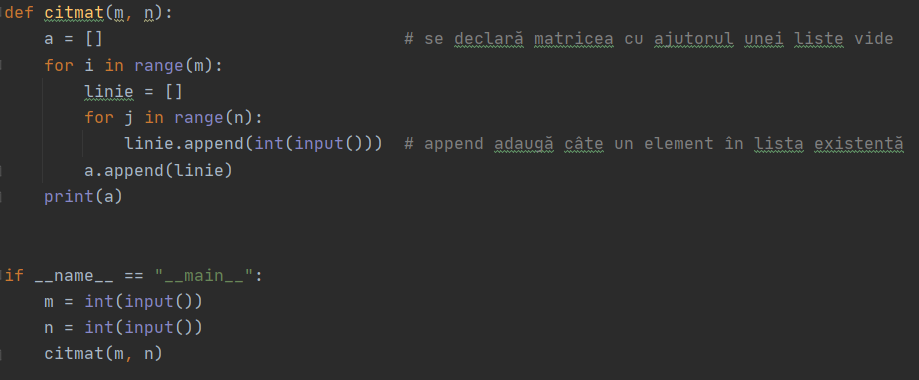 def citmat(m, n):
    a = []                              # se declară matricea cu ajutorul unei liste vide
    for i in range(m):
        linie = []
        for j in range(n):
            linie.append(int(input()))  # append adaugă câte un element în lista existentă
        a.append(linie)
    print(a)
if __name__ == "__main__":
    m = int(input())
    n = int(input())
    citmat(m, n)